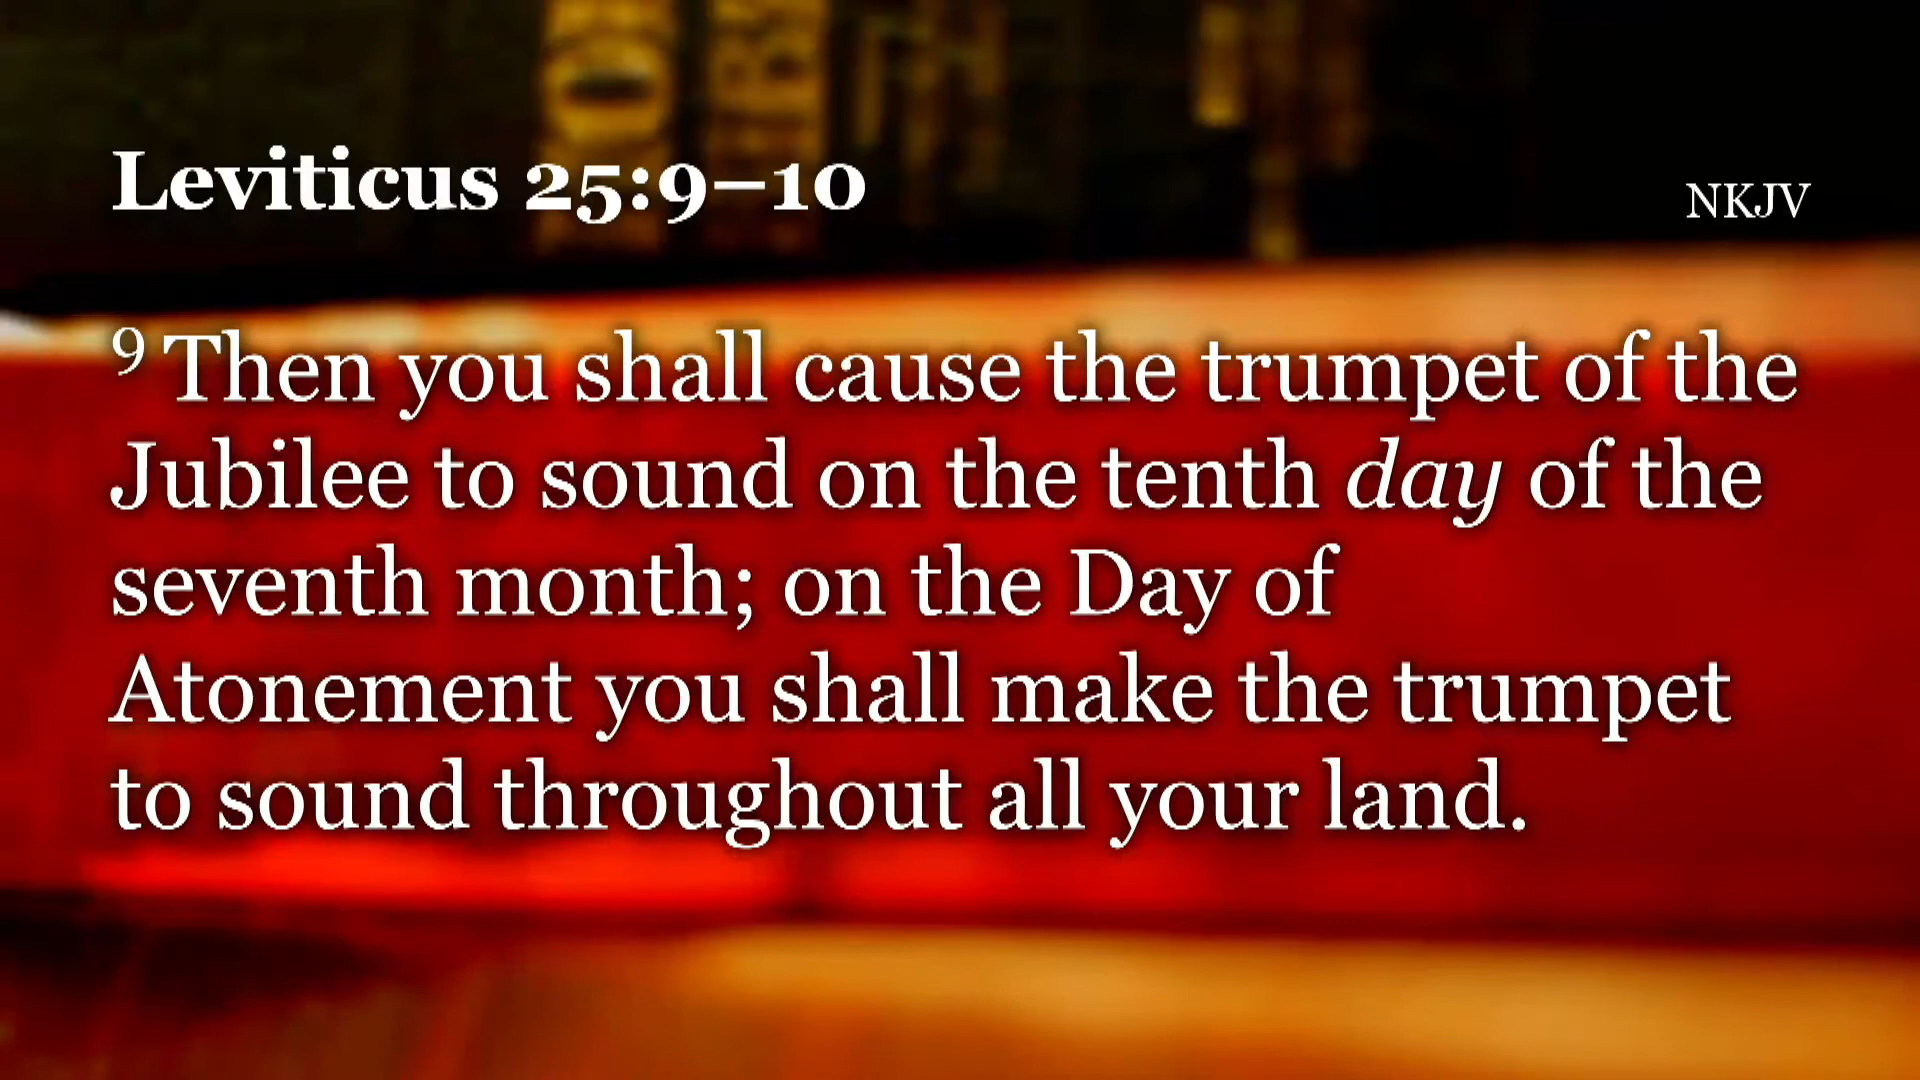 Leviticus 25:9–10
NKJV
9 Then you shall cause the trumpet of the
Jubilee to sound on the tenth day of the
seventh month; on the Day of
Atonement you shall make the trumpet
to sound throughout all your land.